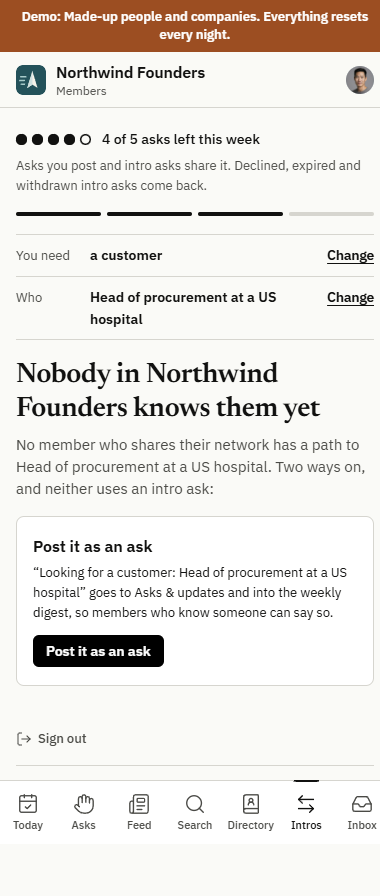 Demo: Made-up people and companies. Everything resets
every night.
Northwind Founders
Members
4 of 5 asks left this week
Asks you post and intro asks share it. Declined, expired and
withdrawn intro asks come back.
You need a customer Change
Who Head of procurement at a US Change
hospital
Nobody in Northwind
Founders knows them yet
No member who shares their network has a path to
Head of procurement at a US hospital. Two ways on,
and neither uses an intro ask:
Post it as an ask
“Looking for a customer: Head of procurement at a US
hospital” goes to Asks & updates and into the weekly
digest, so members who know someone can say so.
Post it as an ask
Sign out
Today Asks Feed Search Directory Intros Inbox